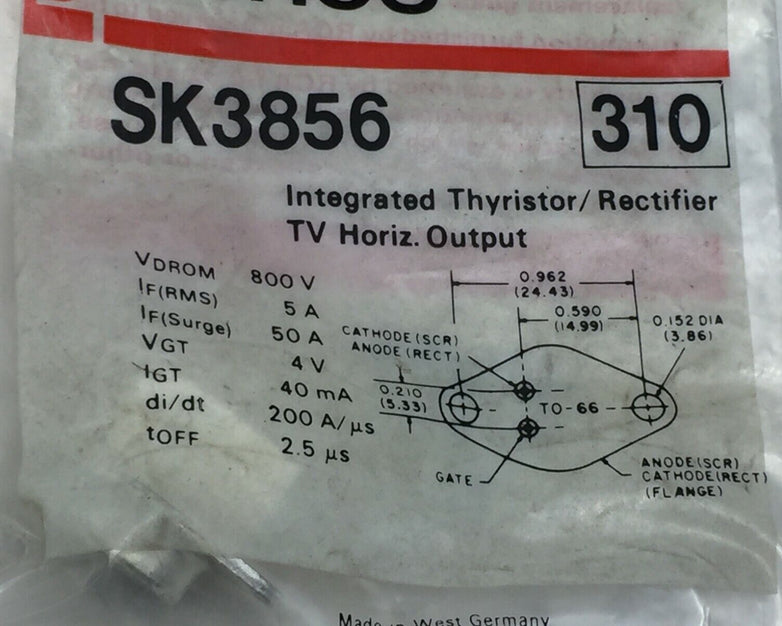 SK3856
310
Integrated Thyristor/Rectifier
TV Horiz. Output
VDROM 800 V
IF(RMS) 5 A
IF(Surge) 50 A
VGT 4 V
IGT 40 mA
di/dt 200 A/μs
tOFF 2.5 μs
0.962
(24.43)
0.590
(14.99)
0.152 DIA
(3.86)
CATHODE(SCR)
ANODE(RECT)
0.210
(5.33)
TO-66
GATE
ANODE(SCR)
CATHODE(RECT)
(FLANGE)
Made in West Germany